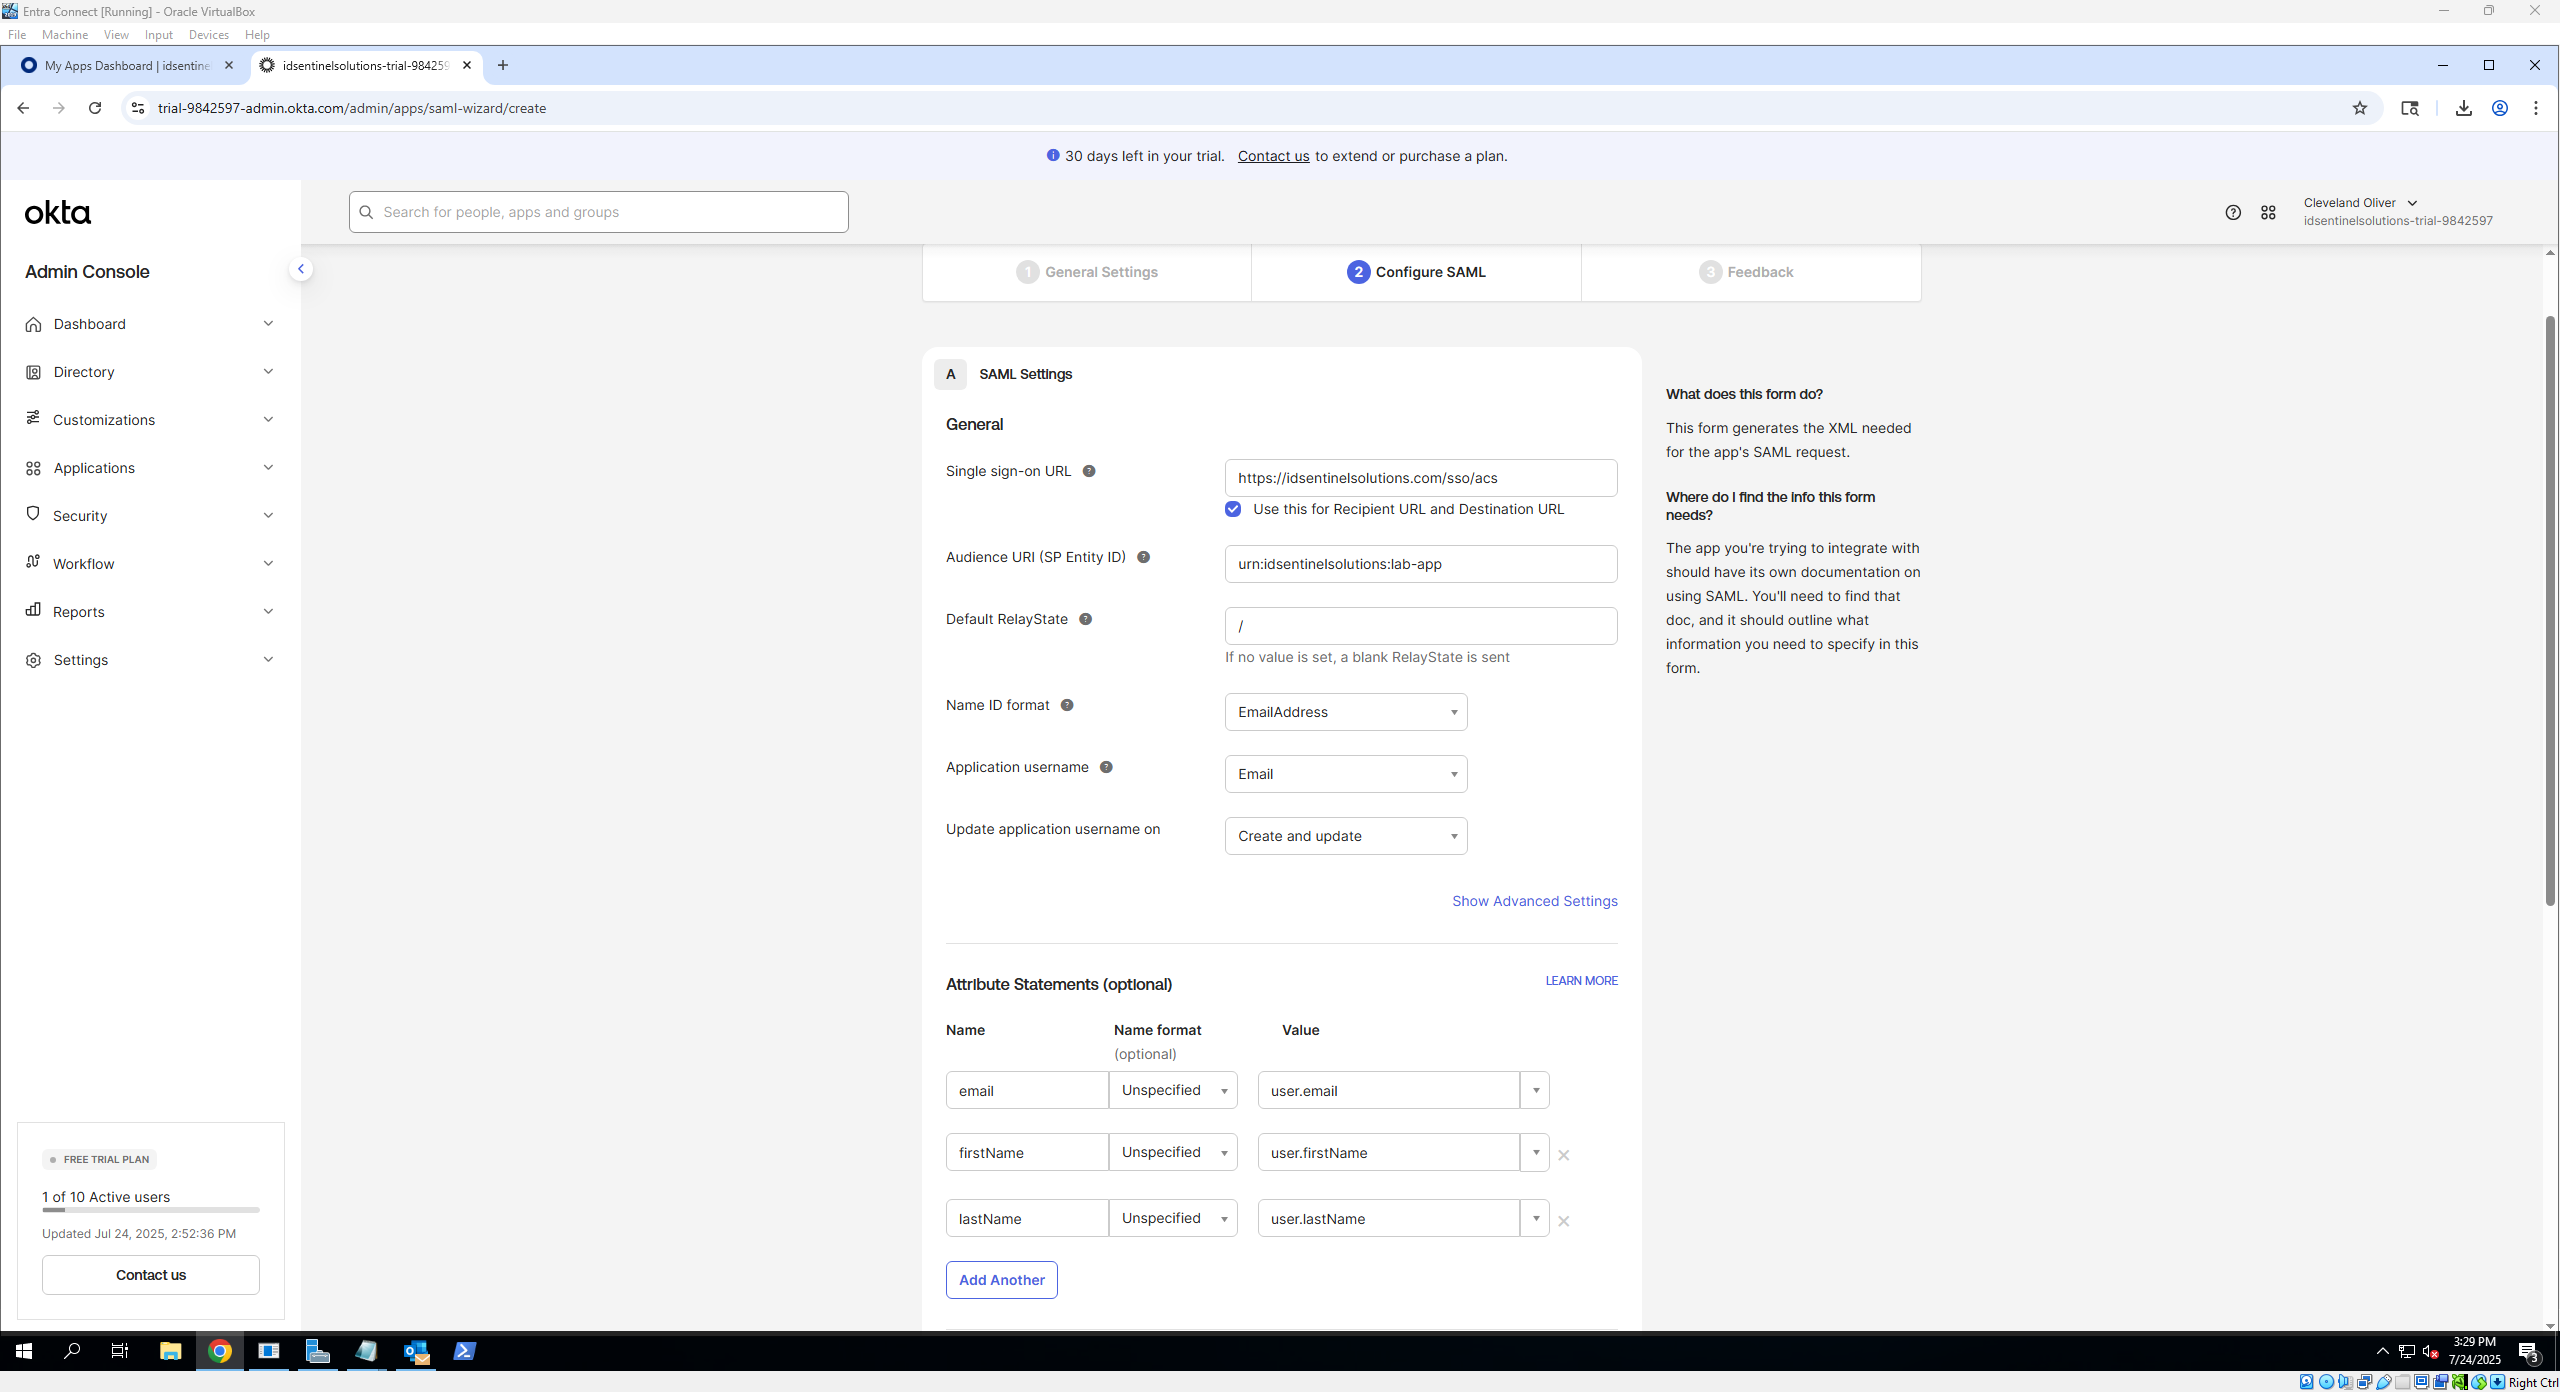 Entra Connect [Running] - Oracle VirtualBox
File Machine View Input Devices Help
My Apps Dashboard | idsentine
idsentinelsolutions-trial-984259
trial-9842597-admin.okta.com/admin/apps/saml-wizard/create
30 days left in your trial. Contact us to extend or purchase a plan.
okta
Search for people, apps and groups
Cleveland Oliver
idsentinelsolutions-trial-9842597
Admin Console
Dashboard
Directory
Customizations
Applications
Security
Workflow
Reports
Settings
FREE TRIAL PLAN
1 of 10 Active users
Updated Jul 24, 2025, 2:52:36 PM
Contact us
1 General Settings
2 Configure SAML
3 Feedback
A SAML Settings
General
Single sign-on URL ?
https://idsentinelsolutions.com/sso/acs
Use this for Recipient URL and Destination URL
Audience URI (SP Entity ID) ?
urn:idsentinelsolutions:lab-app
Default RelayState ?
/
If no value is set, a blank RelayState is sent
Name ID format ?
EmailAddress
Application username ?
Email
Update application username on
Create and update
Show Advanced Settings
Attribute Statements (optional)
LEARN MORE
Name Name format Value
(optional)
email Unspecified user.email
firstName Unspecified user.firstName
lastName Unspecified user.lastName
Add Another
What does this form do?
This form generates the XML needed
for the app's SAML request.
Where do I find the info this form
needs?
The app you're trying to integrate with
should have its own documentation on
using SAML. You'll need to find that
doc, and it should outline what
information you need to specify in this
form.
3:29 PM
7/24/2025
3
Right Ctrl